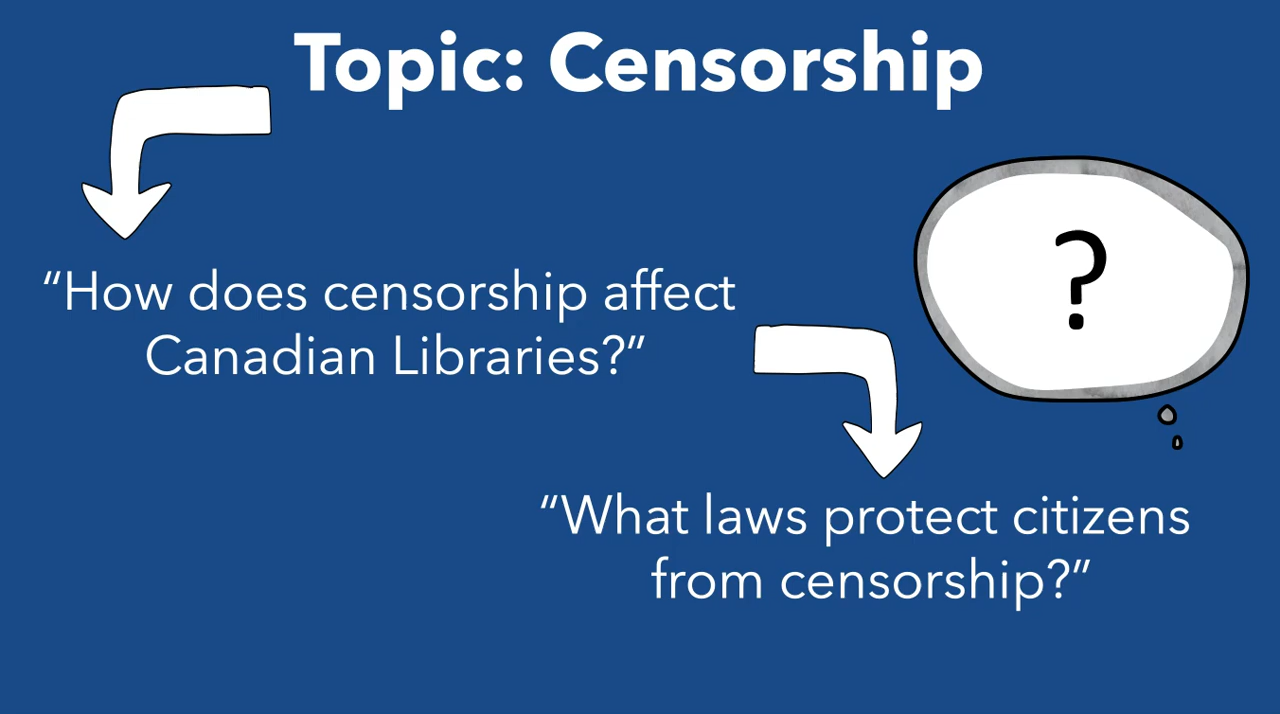 Topic: Censorship
“How does censorship affect
Canadian Libraries?”
?
“What laws protect citizens
from censorship?”